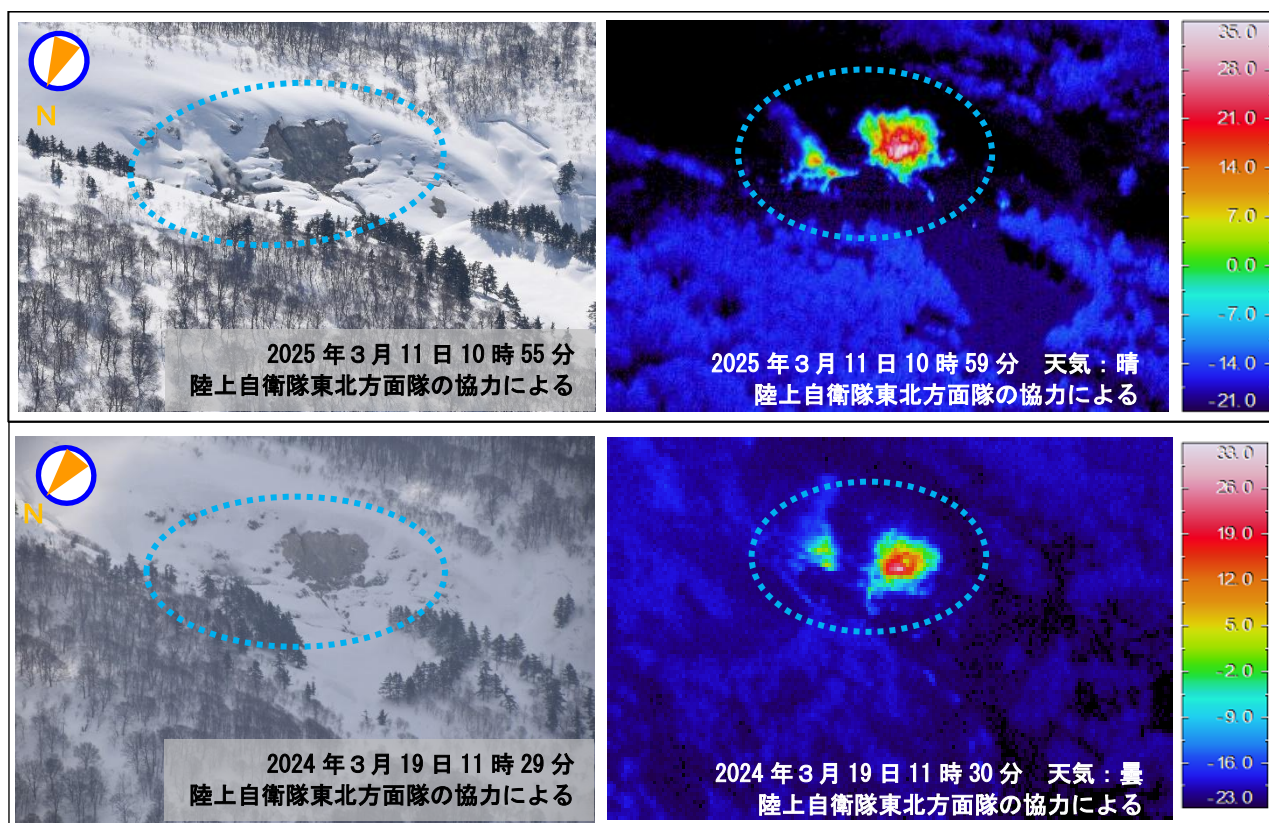 N
2025年3月11日10時55分
陸上自衛隊東北方面隊の協力による
2025年3月11日10時59分 天気：晴
陸上自衛隊東北方面隊の協力による
35.0
28.0
21.0
14.0
7.0
0.0
-7.0
-14.0
-21.0
N
2024年3月19日11時29分
陸上自衛隊東北方面隊の協力による
2024年3月19日11時30分 天気：曇
陸上自衛隊東北方面隊の協力による
33.0
26.0
19.0
12.0
5.0
-2.0
-9.0
-16.0
-23.0